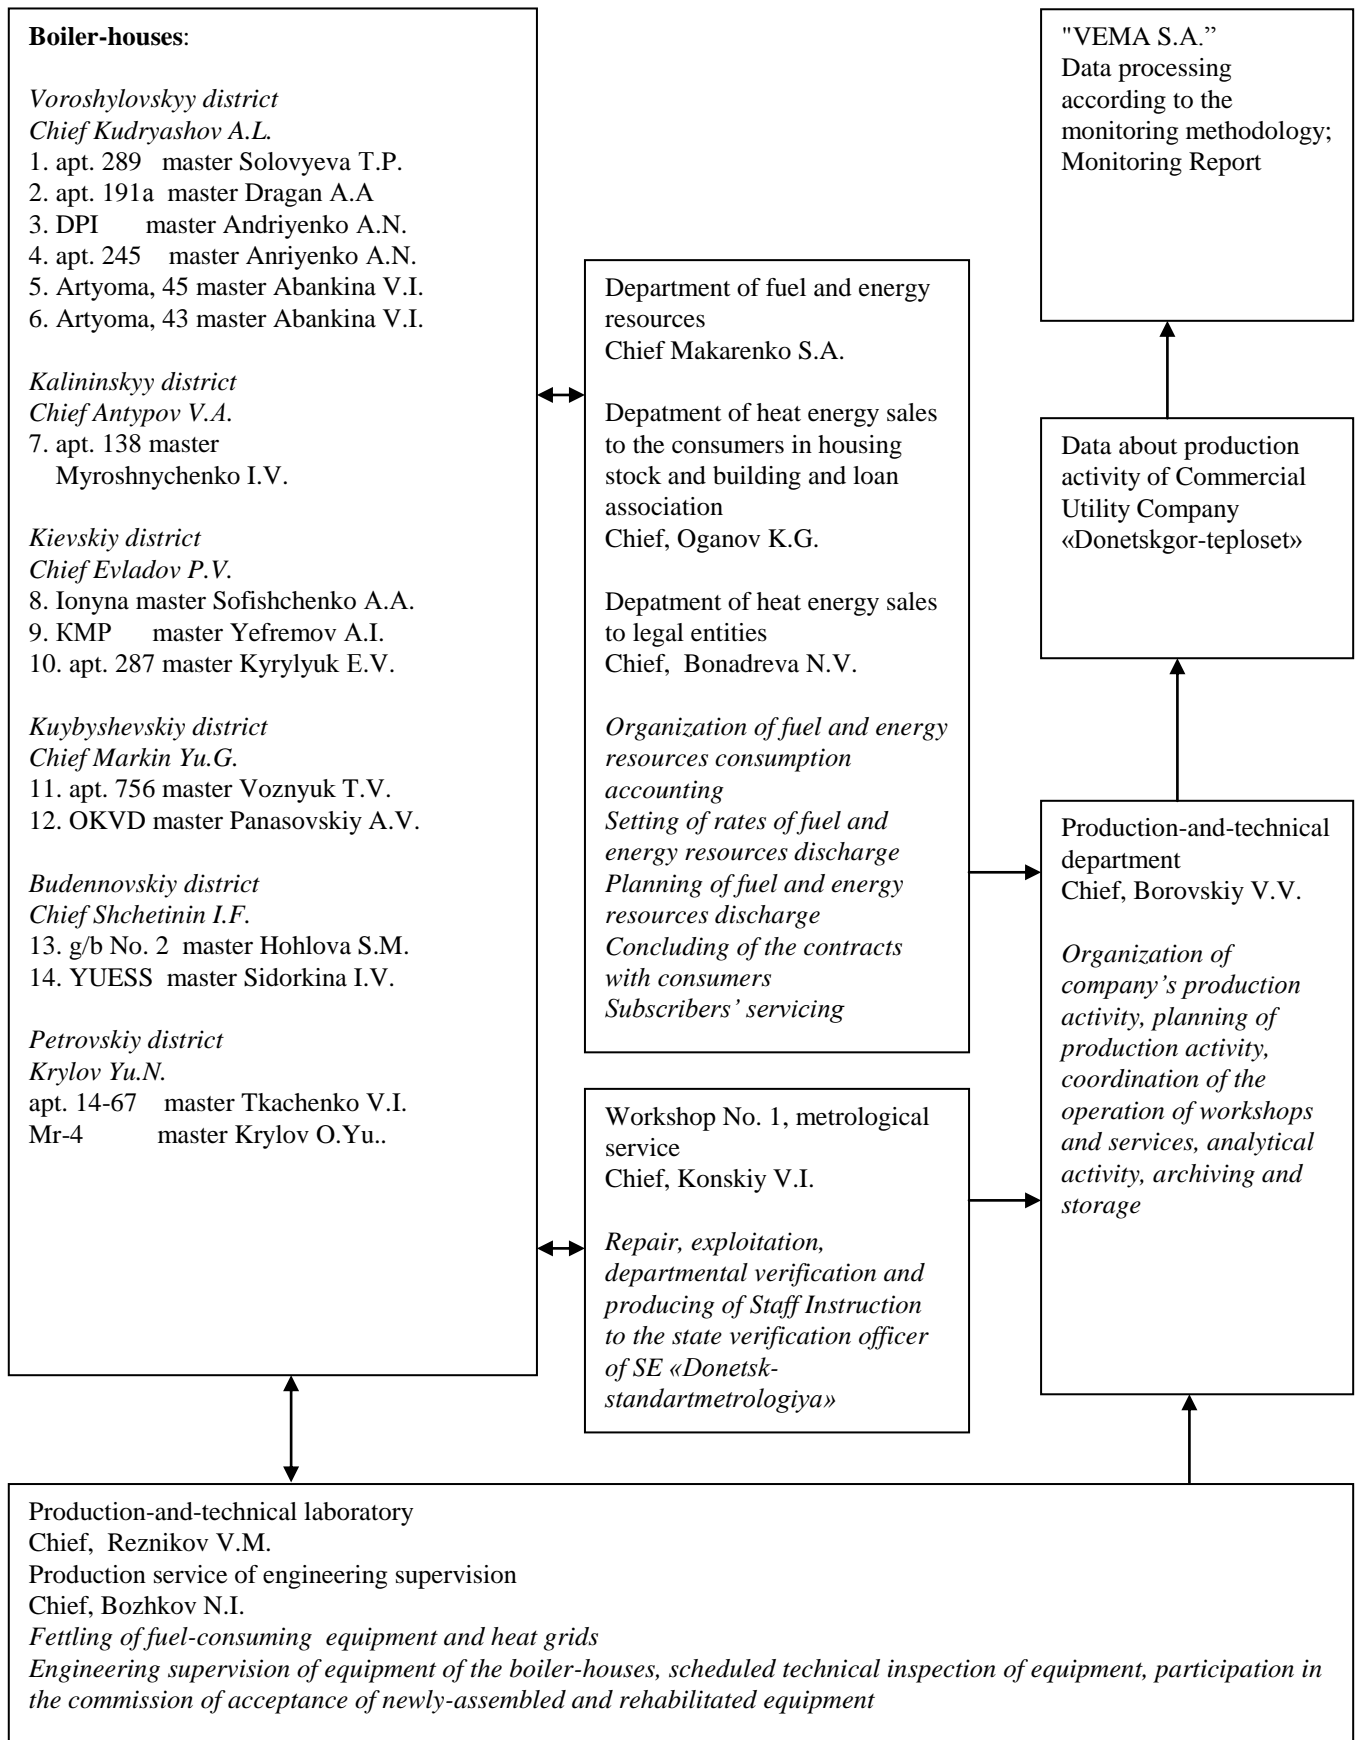 Boiler-houses:
Voroshylovskyy district
Chief Kudryashov A.L.
1. apt. 289 master Solovyeva T.P.
2. apt. 191a master Dragan A.A
3. DPI master Andriyenko A.N.
4. apt. 245 master Anriyenko A.N.
5. Artyoma, 45 master Abankina V.I.
6. Artyoma, 43 master Abankina V.I.
Kalininskyy district
Chief Antypov V.A.
7. apt. 138 master
Myroshnychenko I.V.
Kievskiy district
Chief Evladov P.V.
8. Ionyna master Sofishchenko A.A.
9. KMP master Yefremov A.I.
10. apt. 287 master Kyrylyuk E.V.
Kuybyshevskiy district
Chief Markin Yu.G.
11. apt. 756 master Voznyuk T.V.
12. OKVD master Panasovskiy A.V.
Budennovskiy district
Chief Shchetinin I.F.
13. g/b No. 2 master Hohlova S.M.
14. YUESS master Sidorkina I.V.
Petrovskiy district
Krylov Yu.N.
apt. 14-67 master Tkachenko V.I.
Mr-4 master Krylov O.Yu..
Department of fuel and energy
resources
Chief Makarenko S.A.
Depatment of heat energy sales
to the consumers in housing
stock and building and loan
association
Chief, Oganov K.G.
Depatment of heat energy sales
to legal entities
Chief, Bonadreva N.V.
Organization of fuel and energy
resources consumption
accounting
Setting of rates of fuel and
energy resources discharge
Planning of fuel and energy
resources discharge
Concluding of the contracts
with consumers
Subscribers' servicing
Workshop No. 1, metrological
service
Chief, Konskiy V.I.
Repair, exploitation,
departmental verification and
producing of Staff Instruction
to the state verification officer
of SE «Donetsk-
standartmetrologiya»
"VEMA S.A.”
Data processing
according to the
monitoring methodology;
Monitoring Report
Data about production
activity of Commercial
Utility Company
«Donetskgor-teploset»
Production-and-technical
department
Chief, Borovskiy V.V.
Organization of
company’s production
activity, planning of
production activity,
coordination of the
operation of workshops
and services, analytical
activity, archiving and
storage
Production-and-technical laboratory
Chief, Reznikov V.M.
Production service of engineering supervision
Chief, Bozhkov N.I.
Fettling of fuel-consuming equipment and heat grids
Engineering supervision of equipment of the boiler-houses, scheduled technical inspection of equipment, participation in
the commission of acceptance of newly-assembled and rehabilitated equipment